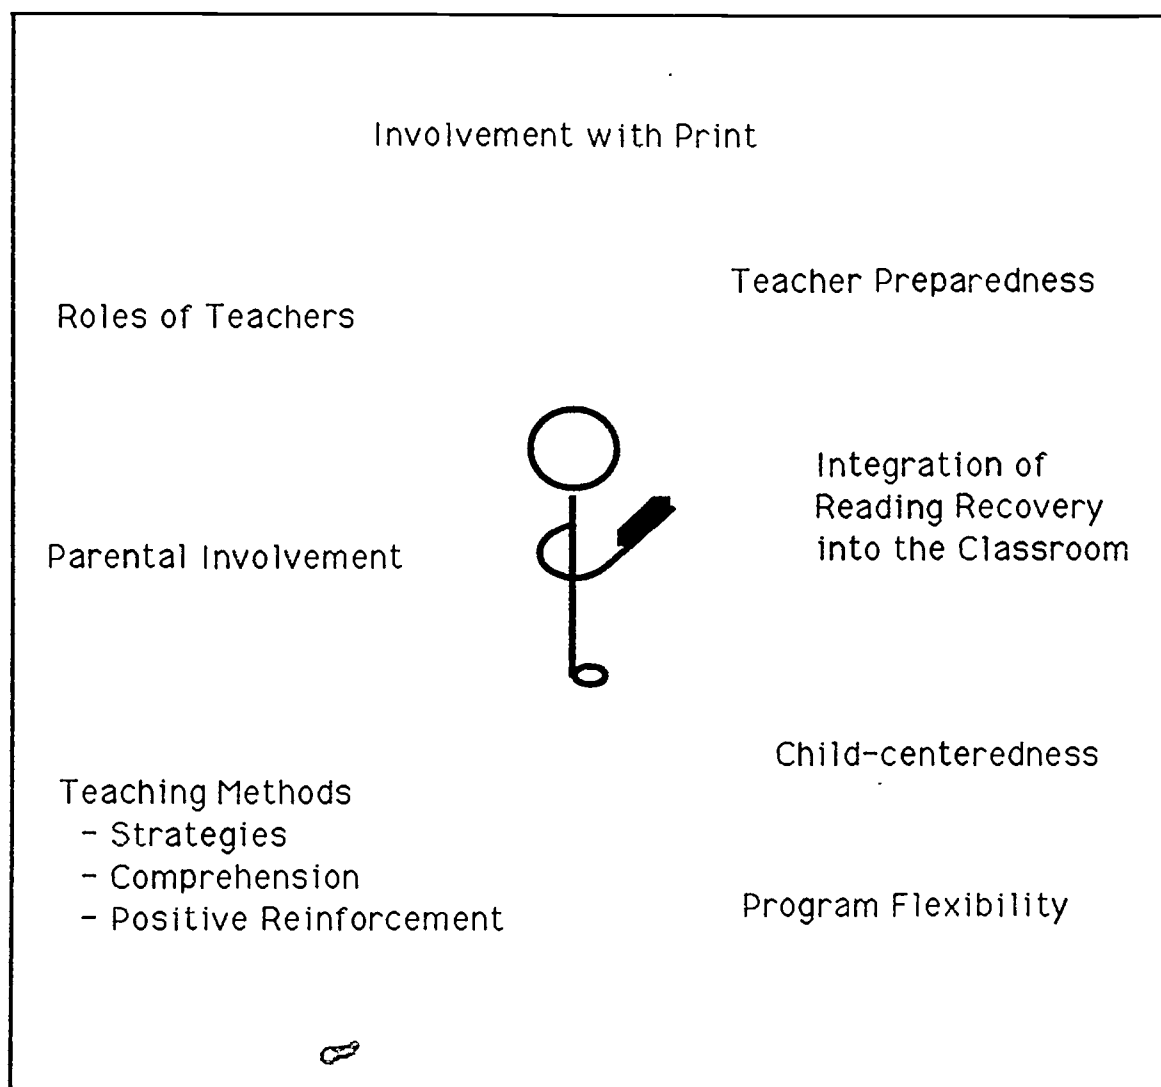 Involvement with Print
Teacher Preparedness
Roles of Teachers
Integration of
Reading Recovery
into the Classroom
Parental Involvement
Child-centeredness
Teaching Methods
- Strategies
- Comprehension
- Positive Reinforcement
Program Flexibility